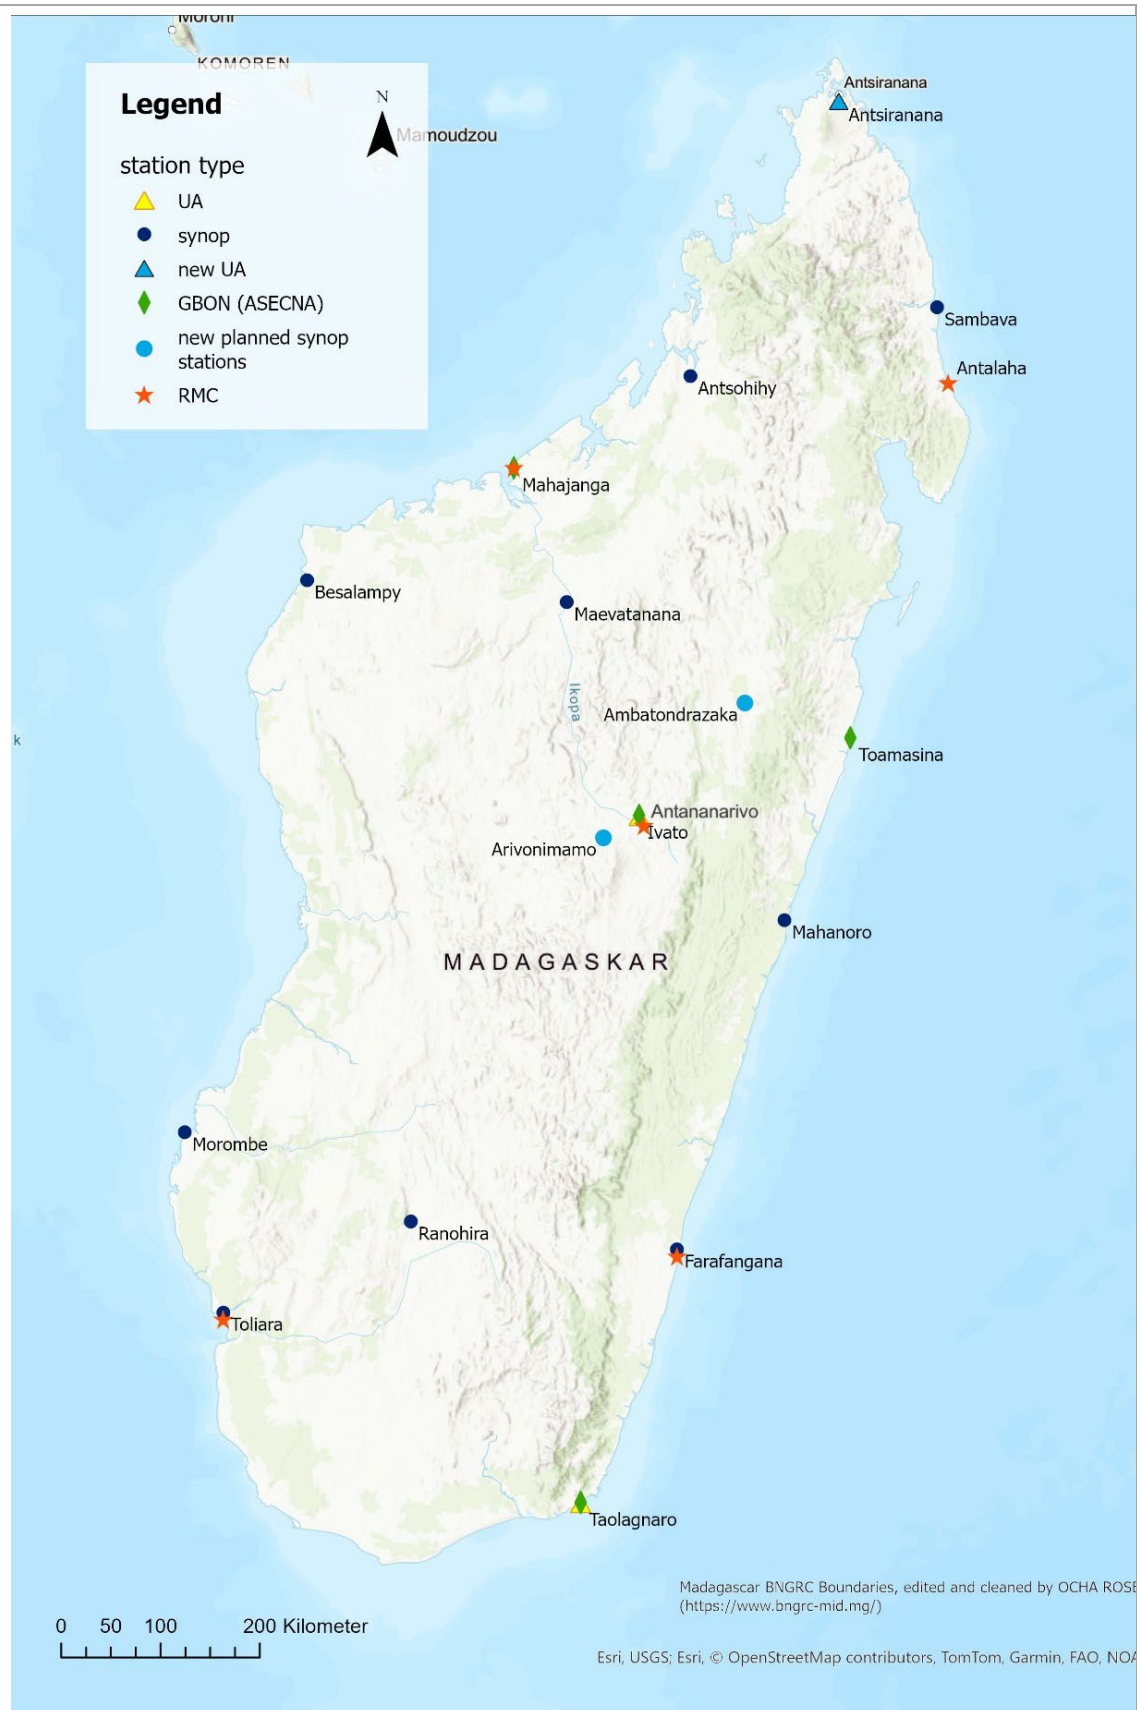 Moroni
KOMOREN
Legend
N
Mamoudzou
station type
UA
synop
new UA
GBON (ASECNA)
new planned synop
stations
RMC
Antsiranana
Antsiranana
Sambava
Antalaha
Antsohihy
Mahajanga
Besalampy
Maevatanana
Ikopa
Ambatondrazaka
k
Toamasina
Antananarivo
Ivato
Arivonimamo
Mahanoro
MADAGASKAR
Morombe
Ranohira
Farafangana
Toliara
Taolagnaro
Madagascar BNGRC Boundaries, edited and cleaned by OCHA ROSE
(https://www.bngrc-mid.mg/)
0 50 100 200 Kilometer
Esri, USGS; Esri, © OpenStreetMap contributors, TomTom, Garmin, FAO, NOA